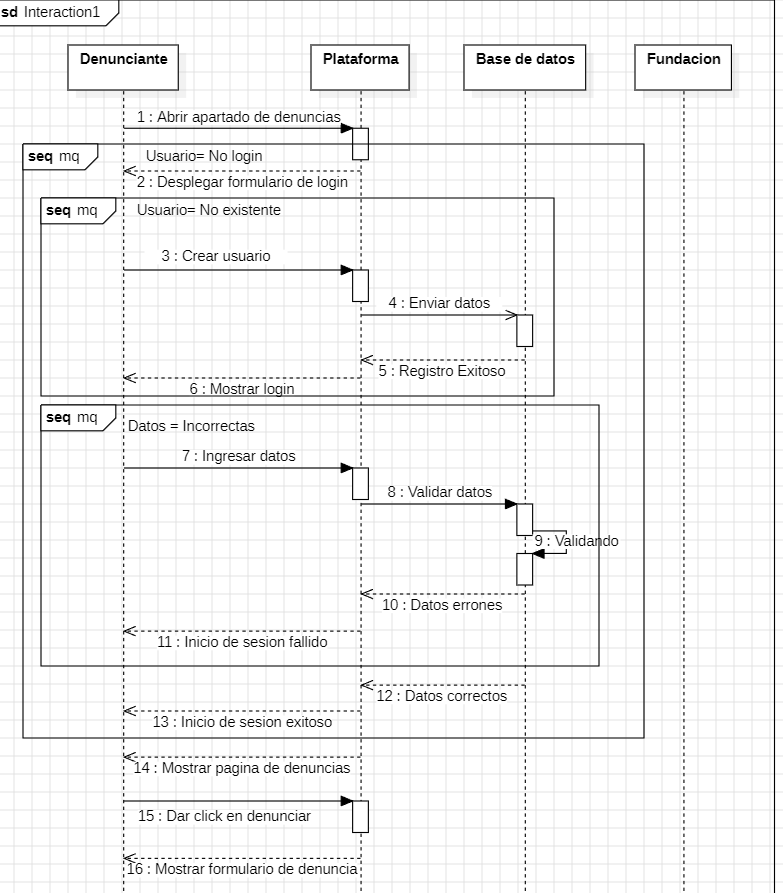 sd Interaction1
Denunciante
Plataforma
Base de datos
Fundacion
1 : Abrir apartado de denuncias
seq mq
Usuario= No login
2 : Desplegar formulario de login
seq mq
Usuario= No existente
3 : Crear usuario
4 : Enviar datos
5 : Registro Exitoso
6 : Mostrar login
seq mq
Datos = Incorrectas
7 : Ingresar datos
8 : Validar datos
9 : Validando
10 : Datos errones
11 : Inicio de sesion fallido
12 : Datos correctos
13 : Inicio de sesion exitoso
14 : Mostrar pagina de denuncias
15 : Dar click en denunciar
16 : Mostrar formulario de denuncia